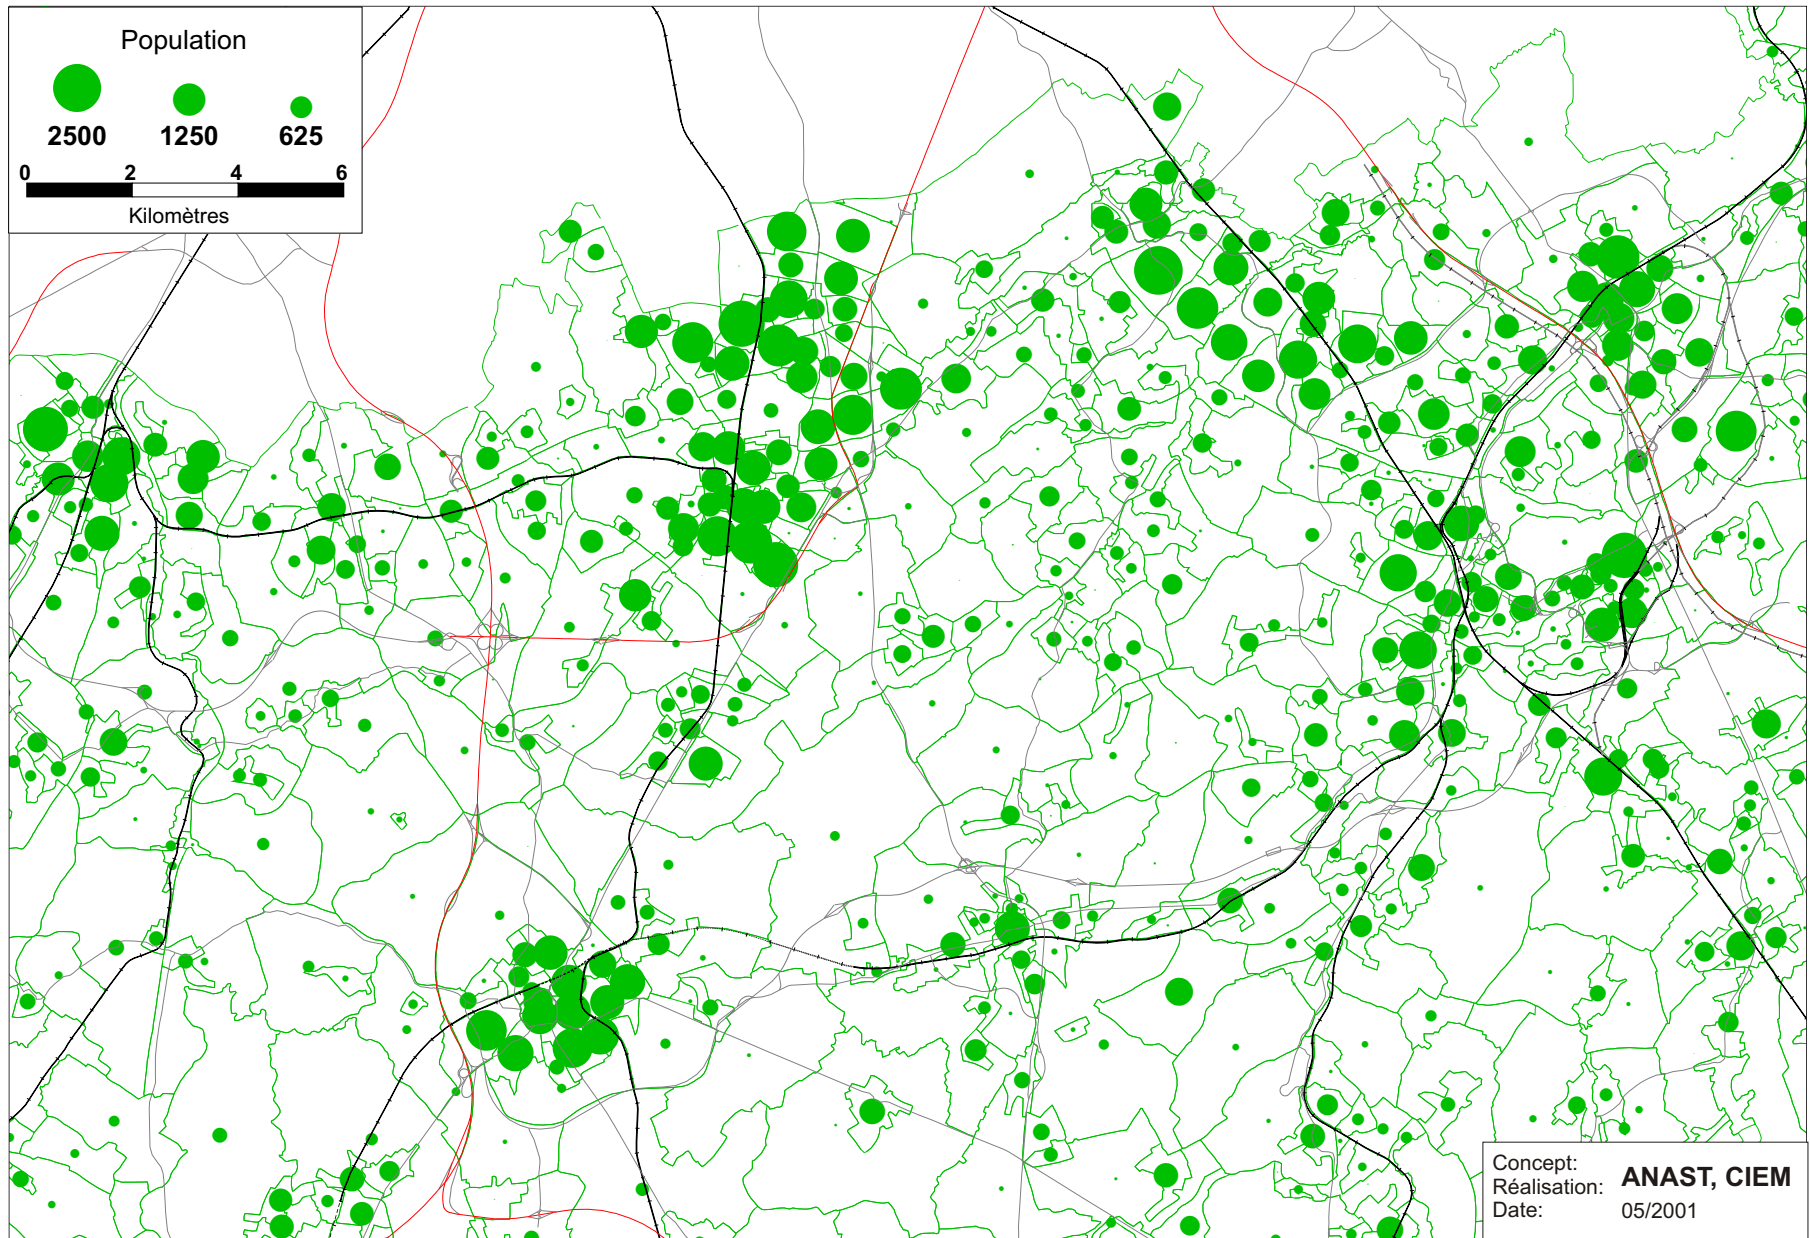 Population
2500 1250 625
0 2 4 6
Kilomètres
Concept: ANAST, CIEM
Réalisation:
Date: 05/2001